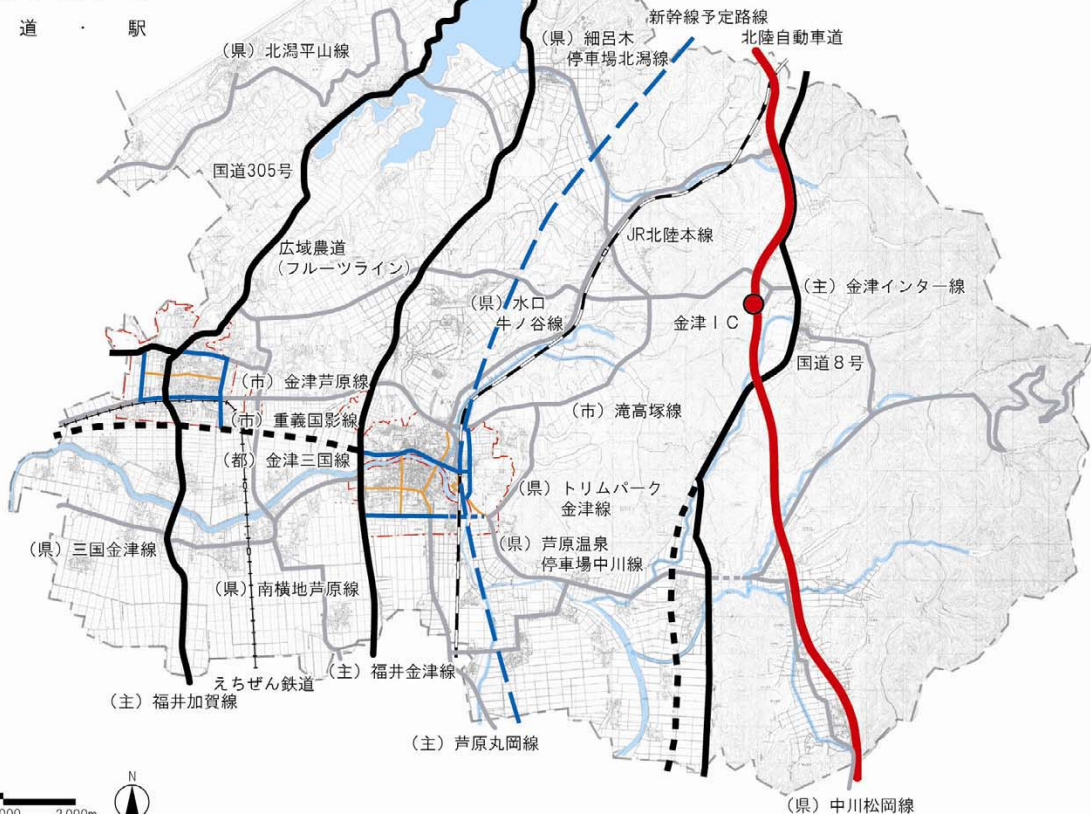 道 ・ 駅
新幹線予定路線
北陸自動車道
(県)北潟平山線
(県)細呂木
停車場北潟線
国道305号
広域農道
(フルーツライン)
JR北陸本線
(県)水口
牛ノ谷線
(主)金津インター線
金津IC
国道8号
(市)金津芦原線
(市)滝高塚線
(市)重義国影線
(都)金津三国線
(県)トリムパーク
金津線
(県)三国金津線
(県)芦原温泉
停車場中川線
(県)南横地芦原線
えちぜん鉄道
(主)福井金津線
(主)福井加賀線
(主)芦原丸岡線
(県)中川松岡線
N
2,000m